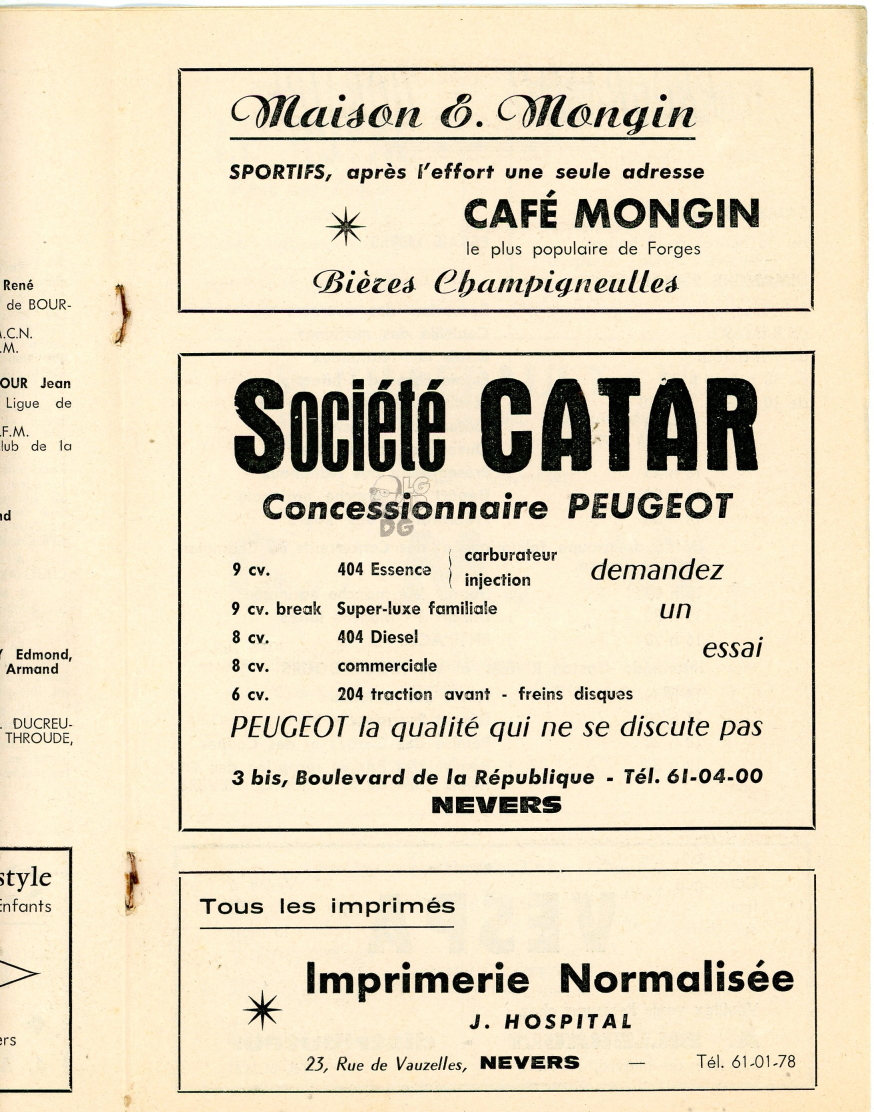 René
de BOUR-
.C.N.
.M.
OUR Jean
Ligue de
.F.M.
lub de la
nd
Y Edmond,
Armand
. DUCREU-
THROUDE,
style
Enfants
ers
Maison E. Mongin
SPORTIFS, après l'effort une seule adresse
CAFÉ MONGIN
le plus populaire de Forges
Bières Champigneulles
Société CATAR
LG
DG
Concessionnaire PEUGEOT
9 cv. 404 Essence { carburateur
injection
demandez
9 cv. break Super-luxe familiale un
8 cv. 404 Diesel
essai
8 cv. commerciale
6 cv. 204 traction avant - freins disques
PEUGEOT la qualité qui ne se discute pas
3 bis, Boulevard de la République - Tél. 61-04-00
NEVERS
Tous les imprimés
Imprimerie Normalisée
J. HOSPITAL
23, Rue de Vauzelles, NEVERS — Tél. 61-01-78